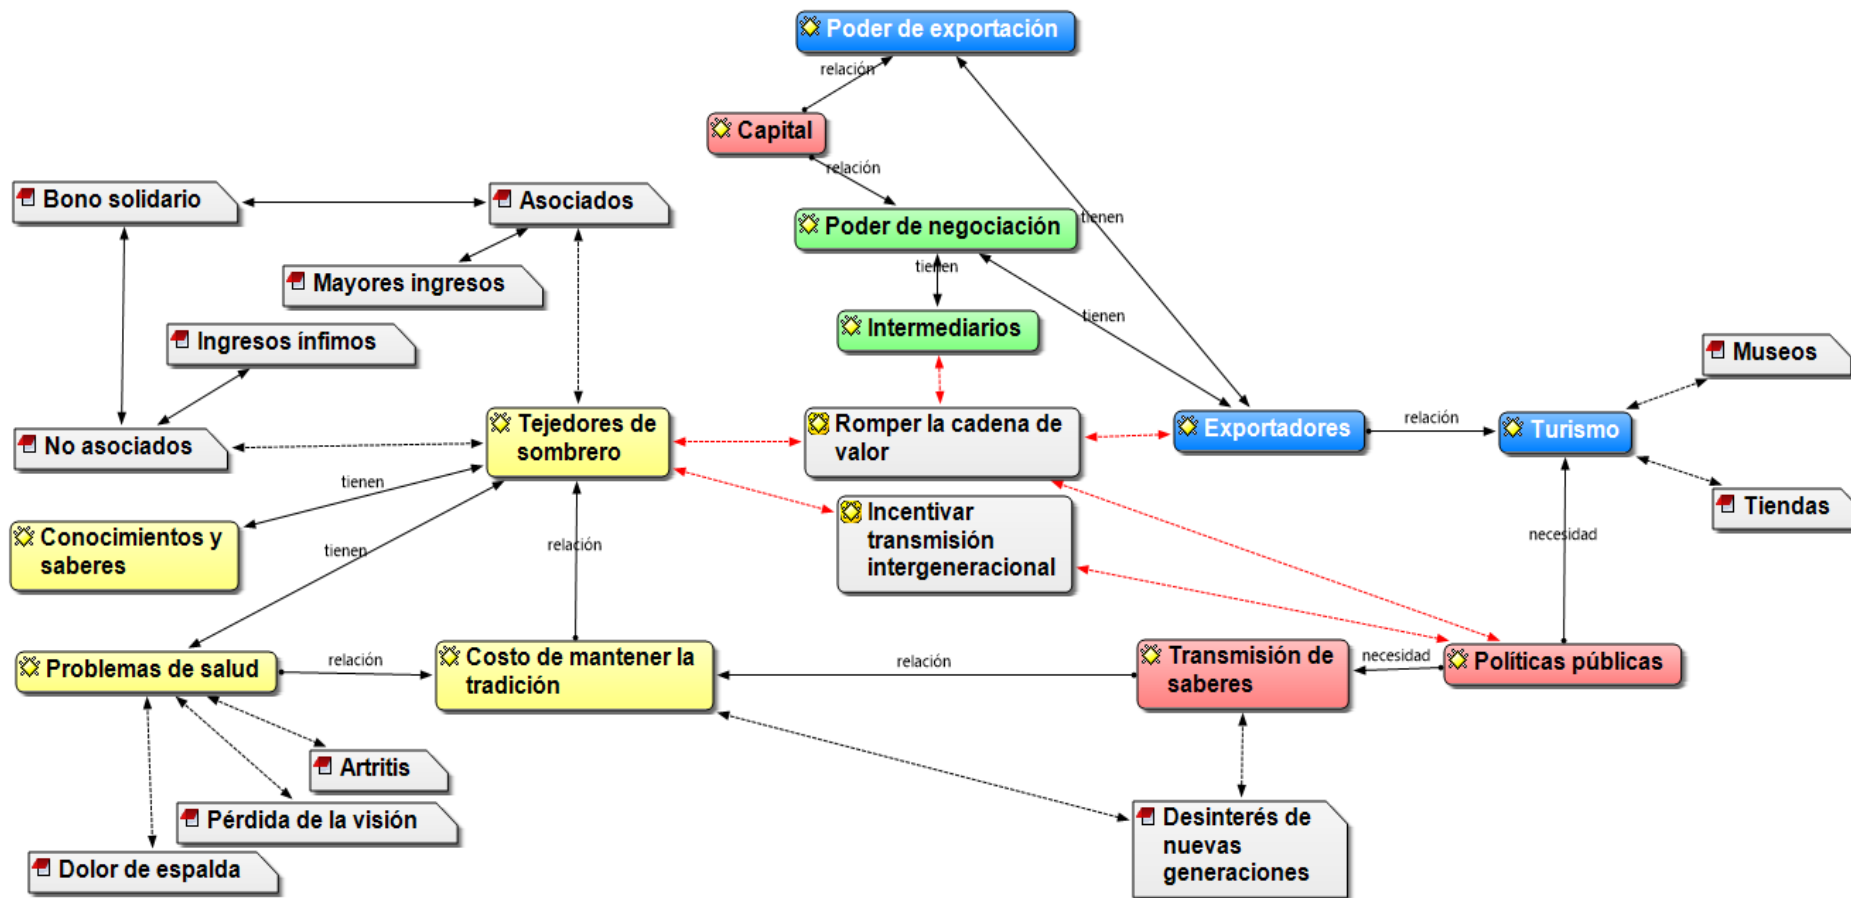 Poder de exportación
relación
Capital
relación
Bono solidario
Asociados
Poder de negociación
tienen
tienen
Mayores ingresos
tienen
Ingresos ínfimos
Intermediarios
Museos
No asociados
Tejedores de
sombrero
Romper la cadena de
valor
Exportadores
relación
Turismo
tienen
Tiendas
Conocimientos y
saberes
tienen
relación
Incentivar
transmisión
intergeneracional
necesidad
Problemas de salud
relación
Costo de mantener la
tradición
relación
Transmisión de
saberes
necesidad
Políticas públicas
Artritis
Pérdida de la visión
Dolor de espalda
Desinterés de
nuevas
generaciones